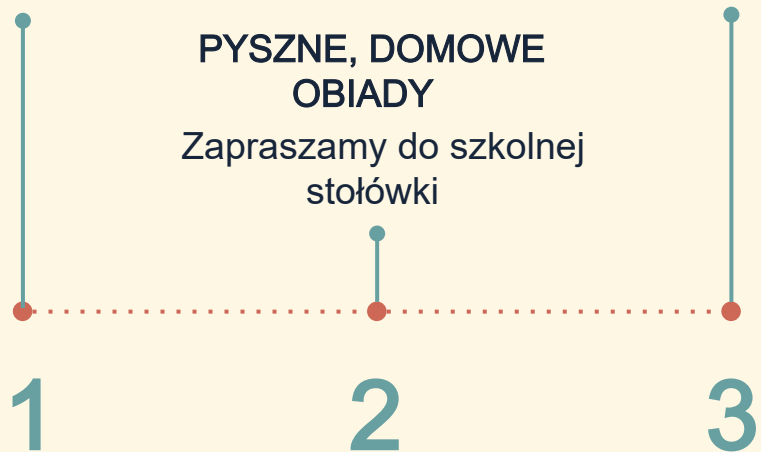 PYSZNE, DOMOWE
OBIADY
Zapraszamy do szkolnej
stołówki
1 2 3